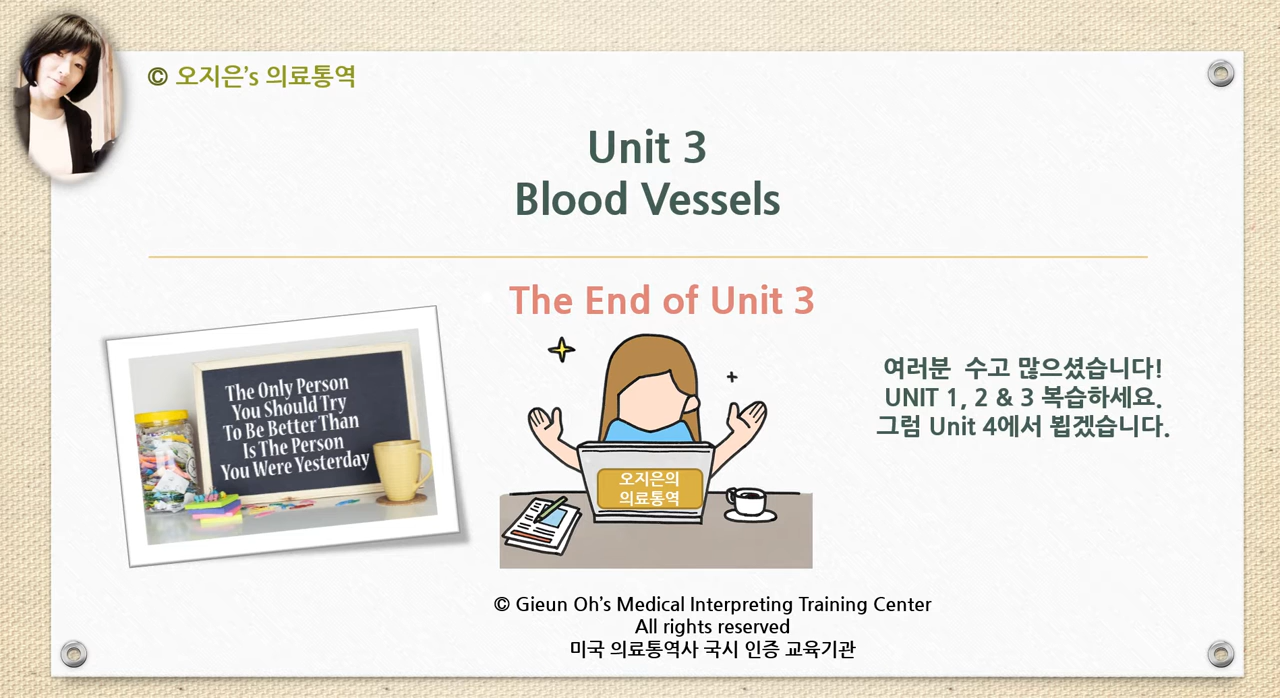 © 오지은's 의료통역
Unit 3
Blood Vessels
The End of Unit 3
The Only Person
You Should Try
To Be Better Than
Is The Person
You Were Yesterday
오지은의
의료통역
여러분 수고 많으셨습니다!
UNIT 1, 2 & 3 복습하세요.
그럼 Unit 4에서 뵙겠습니다.
© Gieun Oh's Medical Interpreting Training Center
All rights reserved
미국 의료통역사 국시 인증 교육기관